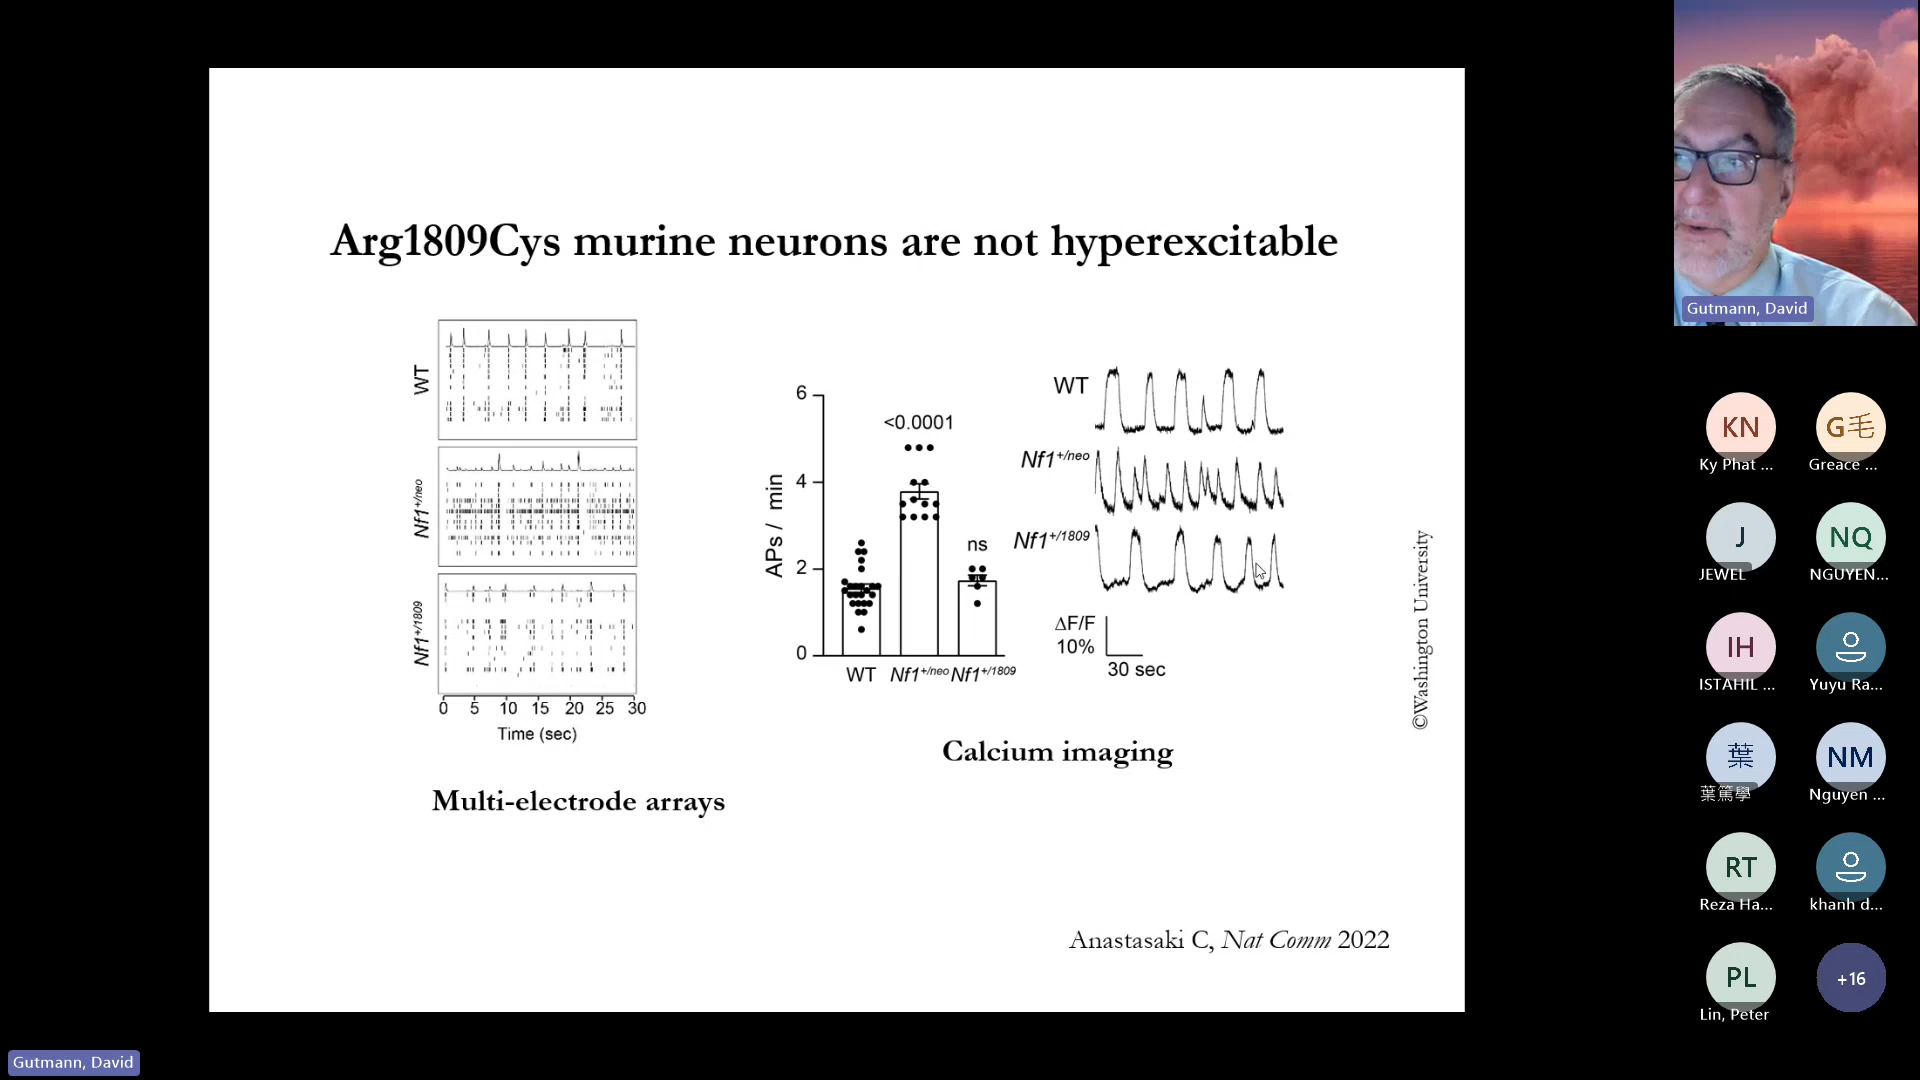 Arg1809Cys murine neurons are not hyperexcitable
WT
Nf1+/neo
Nf1+/1809
0 5 10 15 20 25 30
Time (sec)
Multi-electrode arrays
APs / min
6
4
2
0
<0.0001
ns
WT Nf1+/neo Nf1+/1809
WT
Nf1+/neo
Nf1+/1809
ΔF/F
10%
30 sec
Calcium imaging
©Washington University
Anastasaki C, Nat Comm 2022
Gutmann, David
KN
Ky Phat ...
G毛
Greace ...
J
JEWEL
NQ
NGUYEN...
IH
ISTAHIL ...
Yuyu Ra...
葉
葉篤學
NM
Nguyen ...
RT
Reza Ha...
khanh d...
PL
Lin, Peter
+16
Gutmann, David